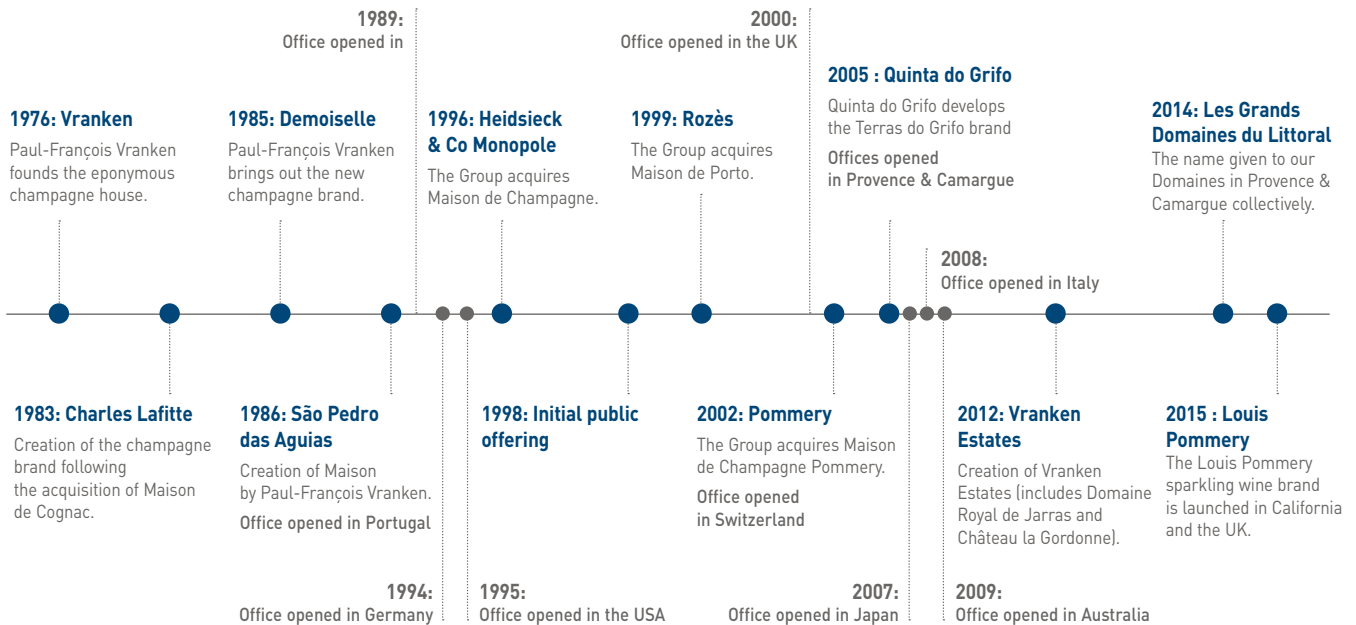 1989:
Office opened in
2000:
Office opened in the UK
1976: Vranken
Paul-François Vranken
founds the eponymous
champagne house.
1985: Demoiselle
Paul-François Vranken
brings out the new
champagne brand.
1996: Heidsieck
& Co Monopole
The Group acquires
Maison de Champagne.
1999: Rozès
The Group acquires
Maison de Porto.
2005 : Quinta do Grifo
Quinta do Grifo develops
the Terras do Grifo brand
Offices opened
in Provence & Camargue
2014: Les Grands
Domaines du Littoral
The name given to our
Domaines in Provence &
Camargue collectively.
2008:
Office opened in Italy
1983: Charles Lafitte
Creation of the champagne
brand following
the acquisition of Maison
de Cognac.
1986: São Pedro
das Aguias
Creation of Maison
by Paul-François Vranken.
Office opened in Portugal
1998: Initial public
offering
2002: Pommery
The Group acquires Maison
de Champagne Pommery.
Office opened
in Switzerland
2012: Vranken
Estates
Creation of Vranken
Estates (includes Domaine
Royal de Jarras and
Château la Gordonne).
2015 : Louis
Pommery
The Louis Pommery
sparkling wine brand
is launched in California
and the UK.
1994:
Office opened in Germany
1995:
Office opened in the USA
2007:
Office opened in Japan
2009:
Office opened in Australia